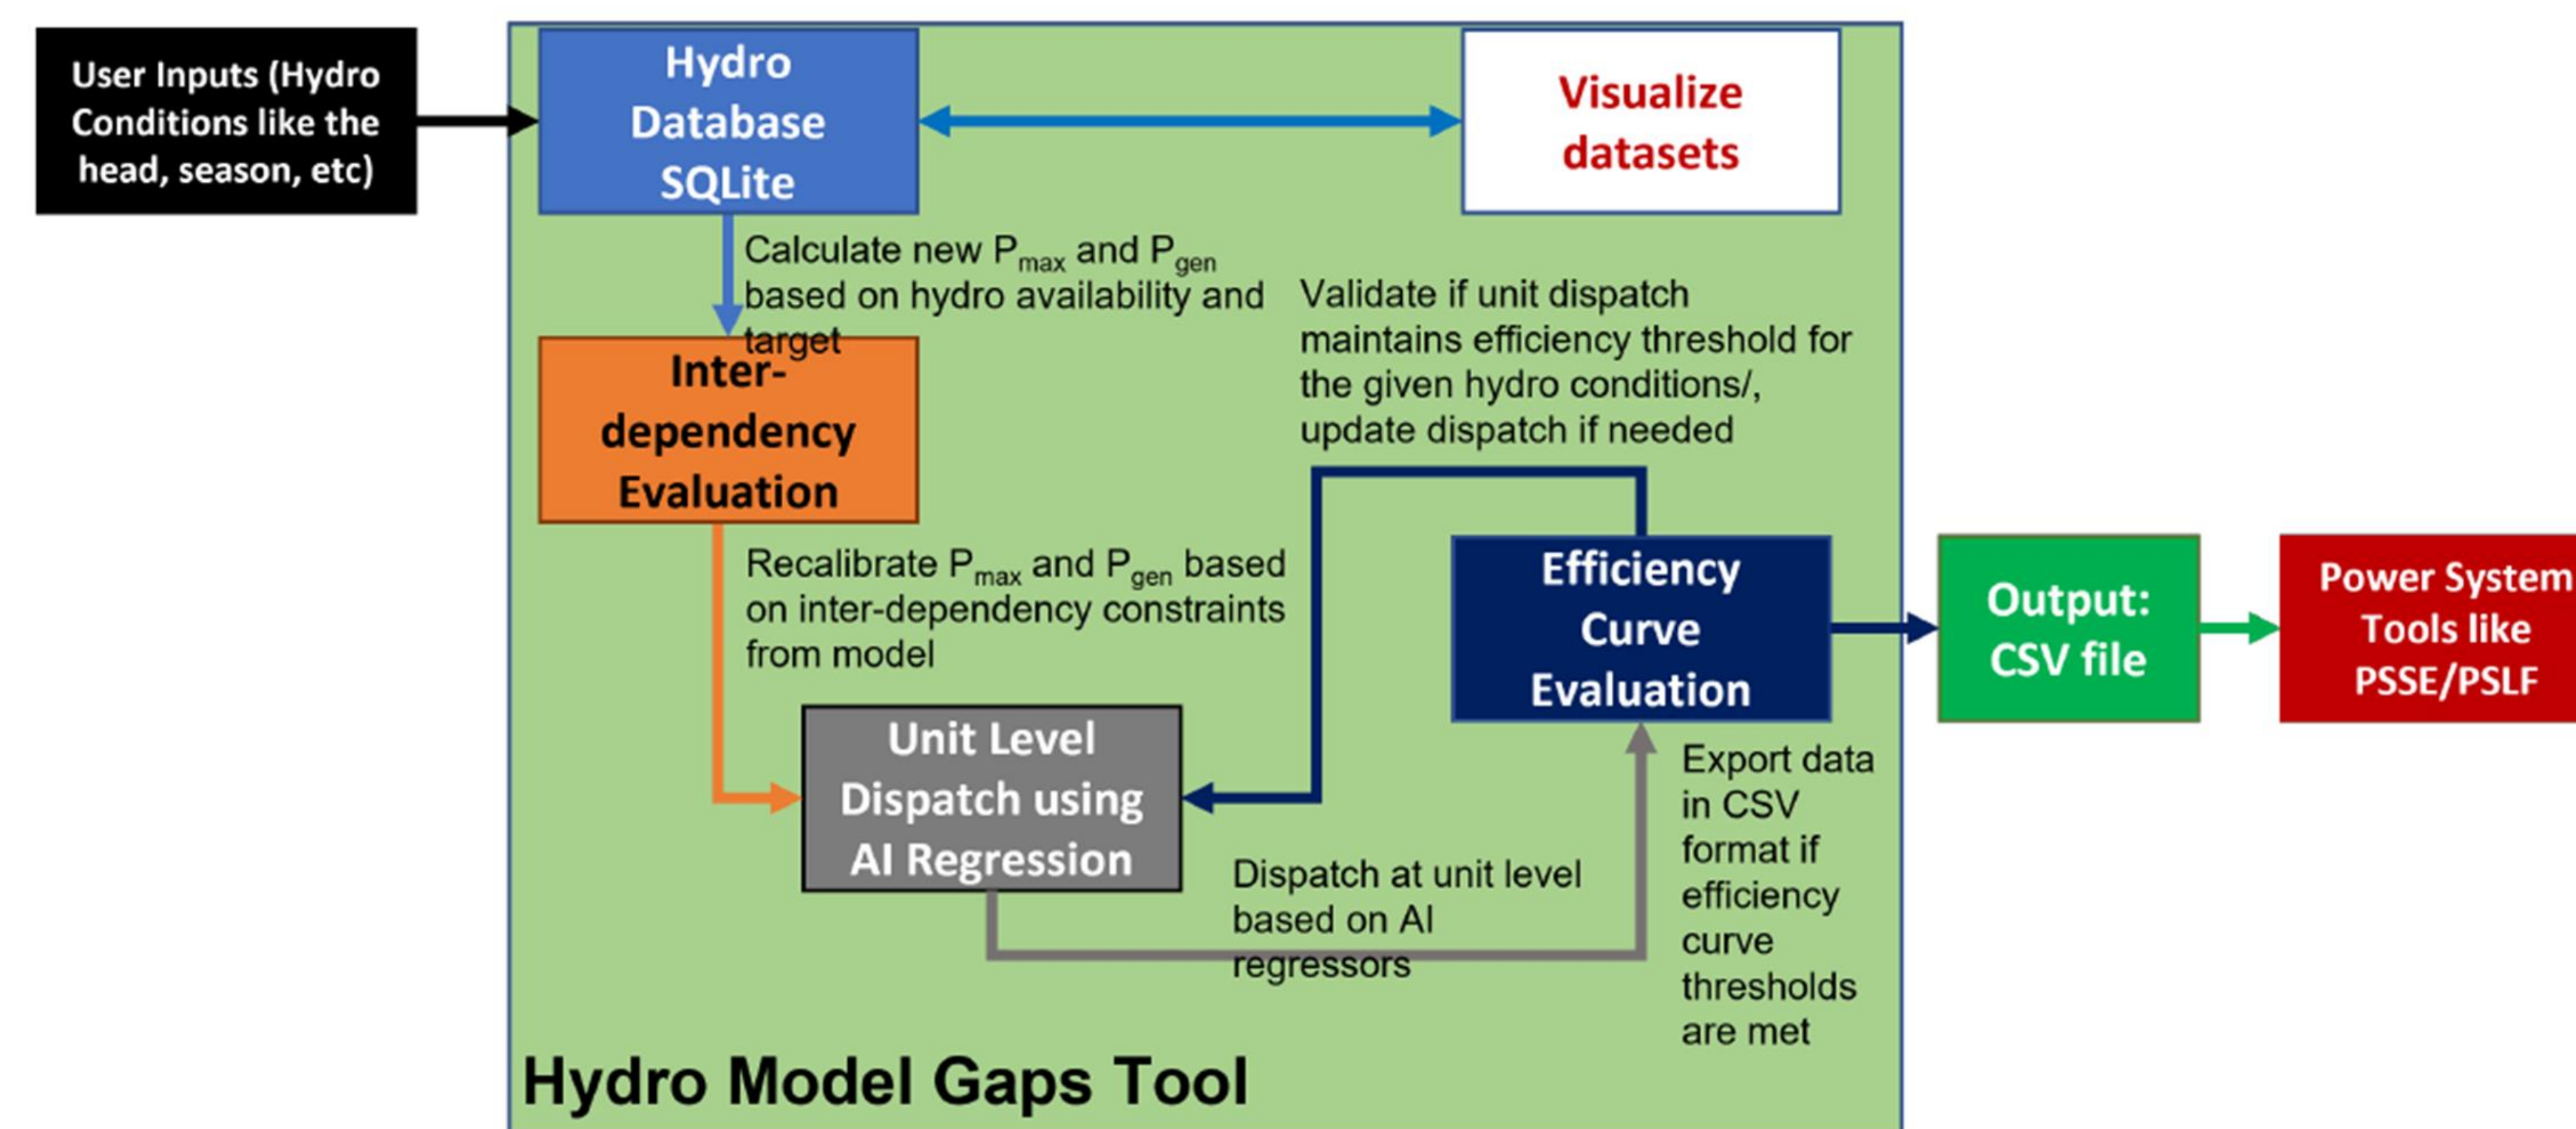 User Inputs (Hydro
Conditions like the
head, season, etc)
Hydro
Database
SQLite
Visualize
datasets
Calculate new Pmax and Pgen
based on hydro availability and
target
Validate if unit dispatch
maintains efficiency threshold for
the given hydro conditions/,
update dispatch if needed
Inter-
dependency
Evaluation
Recalibrate Pmax and Pgen based
on inter-dependency constraints
from model
Efficiency
Curve
Evaluation
Output:
CSV file
Power System
Tools like
PSSE/PSLF
Unit Level
Dispatch using
AI Regression
Export data
in CSV
format if
efficiency
curve
thresholds
are met
Dispatch at unit level
based on AI
regressors
Hydro Model Gaps Tool